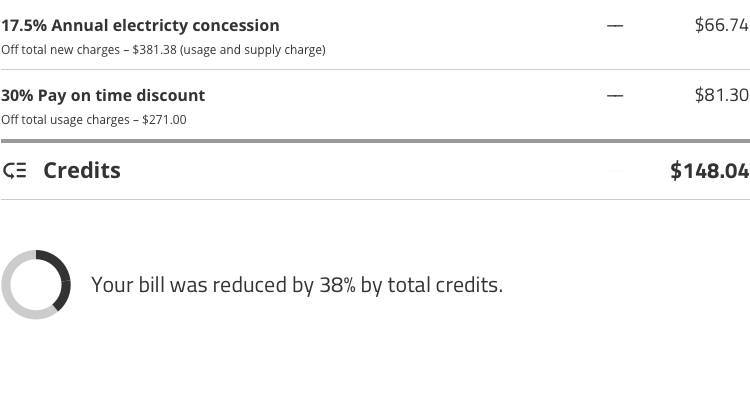 17.5% Annual electricty concession — $66.74
Off total new charges – $381.38 (usage and supply charge)
30% Pay on time discount — $81.30
Off total usage charges – $271.00
Credits $148.04
Your bill was reduced by 38% by total credits.